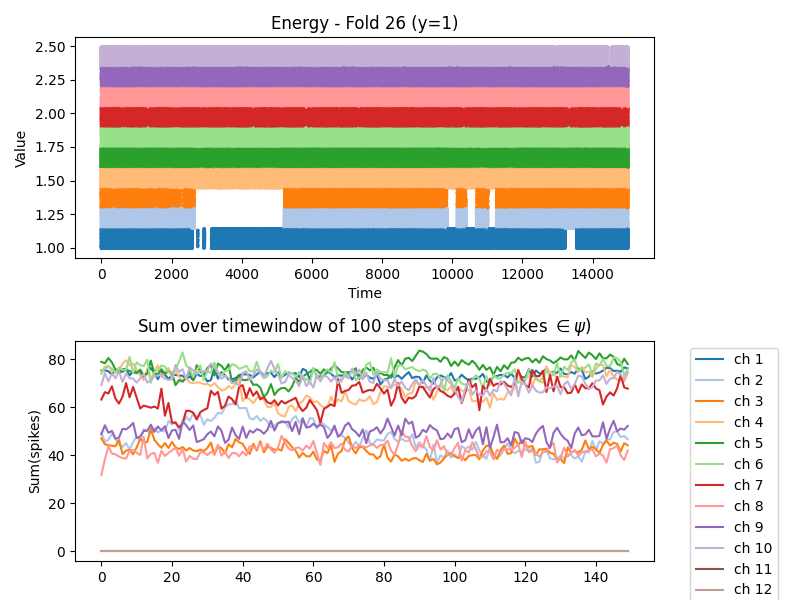 Energy - Fold 26 (y=1)
2.50
2.25
2.00
1.75
1.50
1.25
1.00
Value
0 2000 4000 6000 8000 10000 12000 14000
Time
Sum over timewindow of 100 steps of avg(spikes ∈ ψ)
80
60
40
20
0
Sum(spikes)
0 20 40 60 80 100 120 140
ch 1
ch 2
ch 3
ch 4
ch 5
ch 6
ch 7
ch 8
ch 9
ch 10
ch 11
ch 12